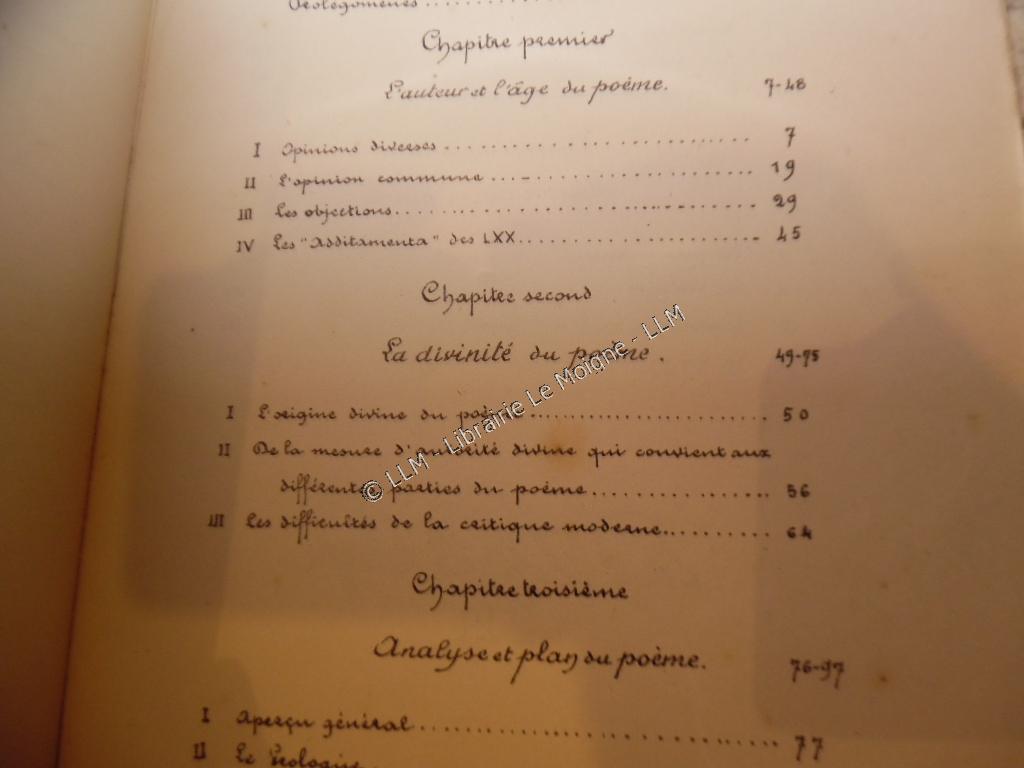 Prolégomènes
Chapitre premier
L'auteur et l'âge du poème. 7-48
I Opinions diverses 7
II L'opinion commune 19
III Les objections 29
IV Les "Additamenta" des LXX 45
Chapitre second
La divinité du poème. 49-75
I L'origine divine du poème 50
II De la mesure d'autorité divine qui convient aux
différentes parties du poème 56
III Les difficultés de la critique moderne 64
Chapitre troisième
Analyse et plan du poème. 76-97
I Aperçu général 77
II Le Prologue
© LLM - Librairie Le Moigne - LLM